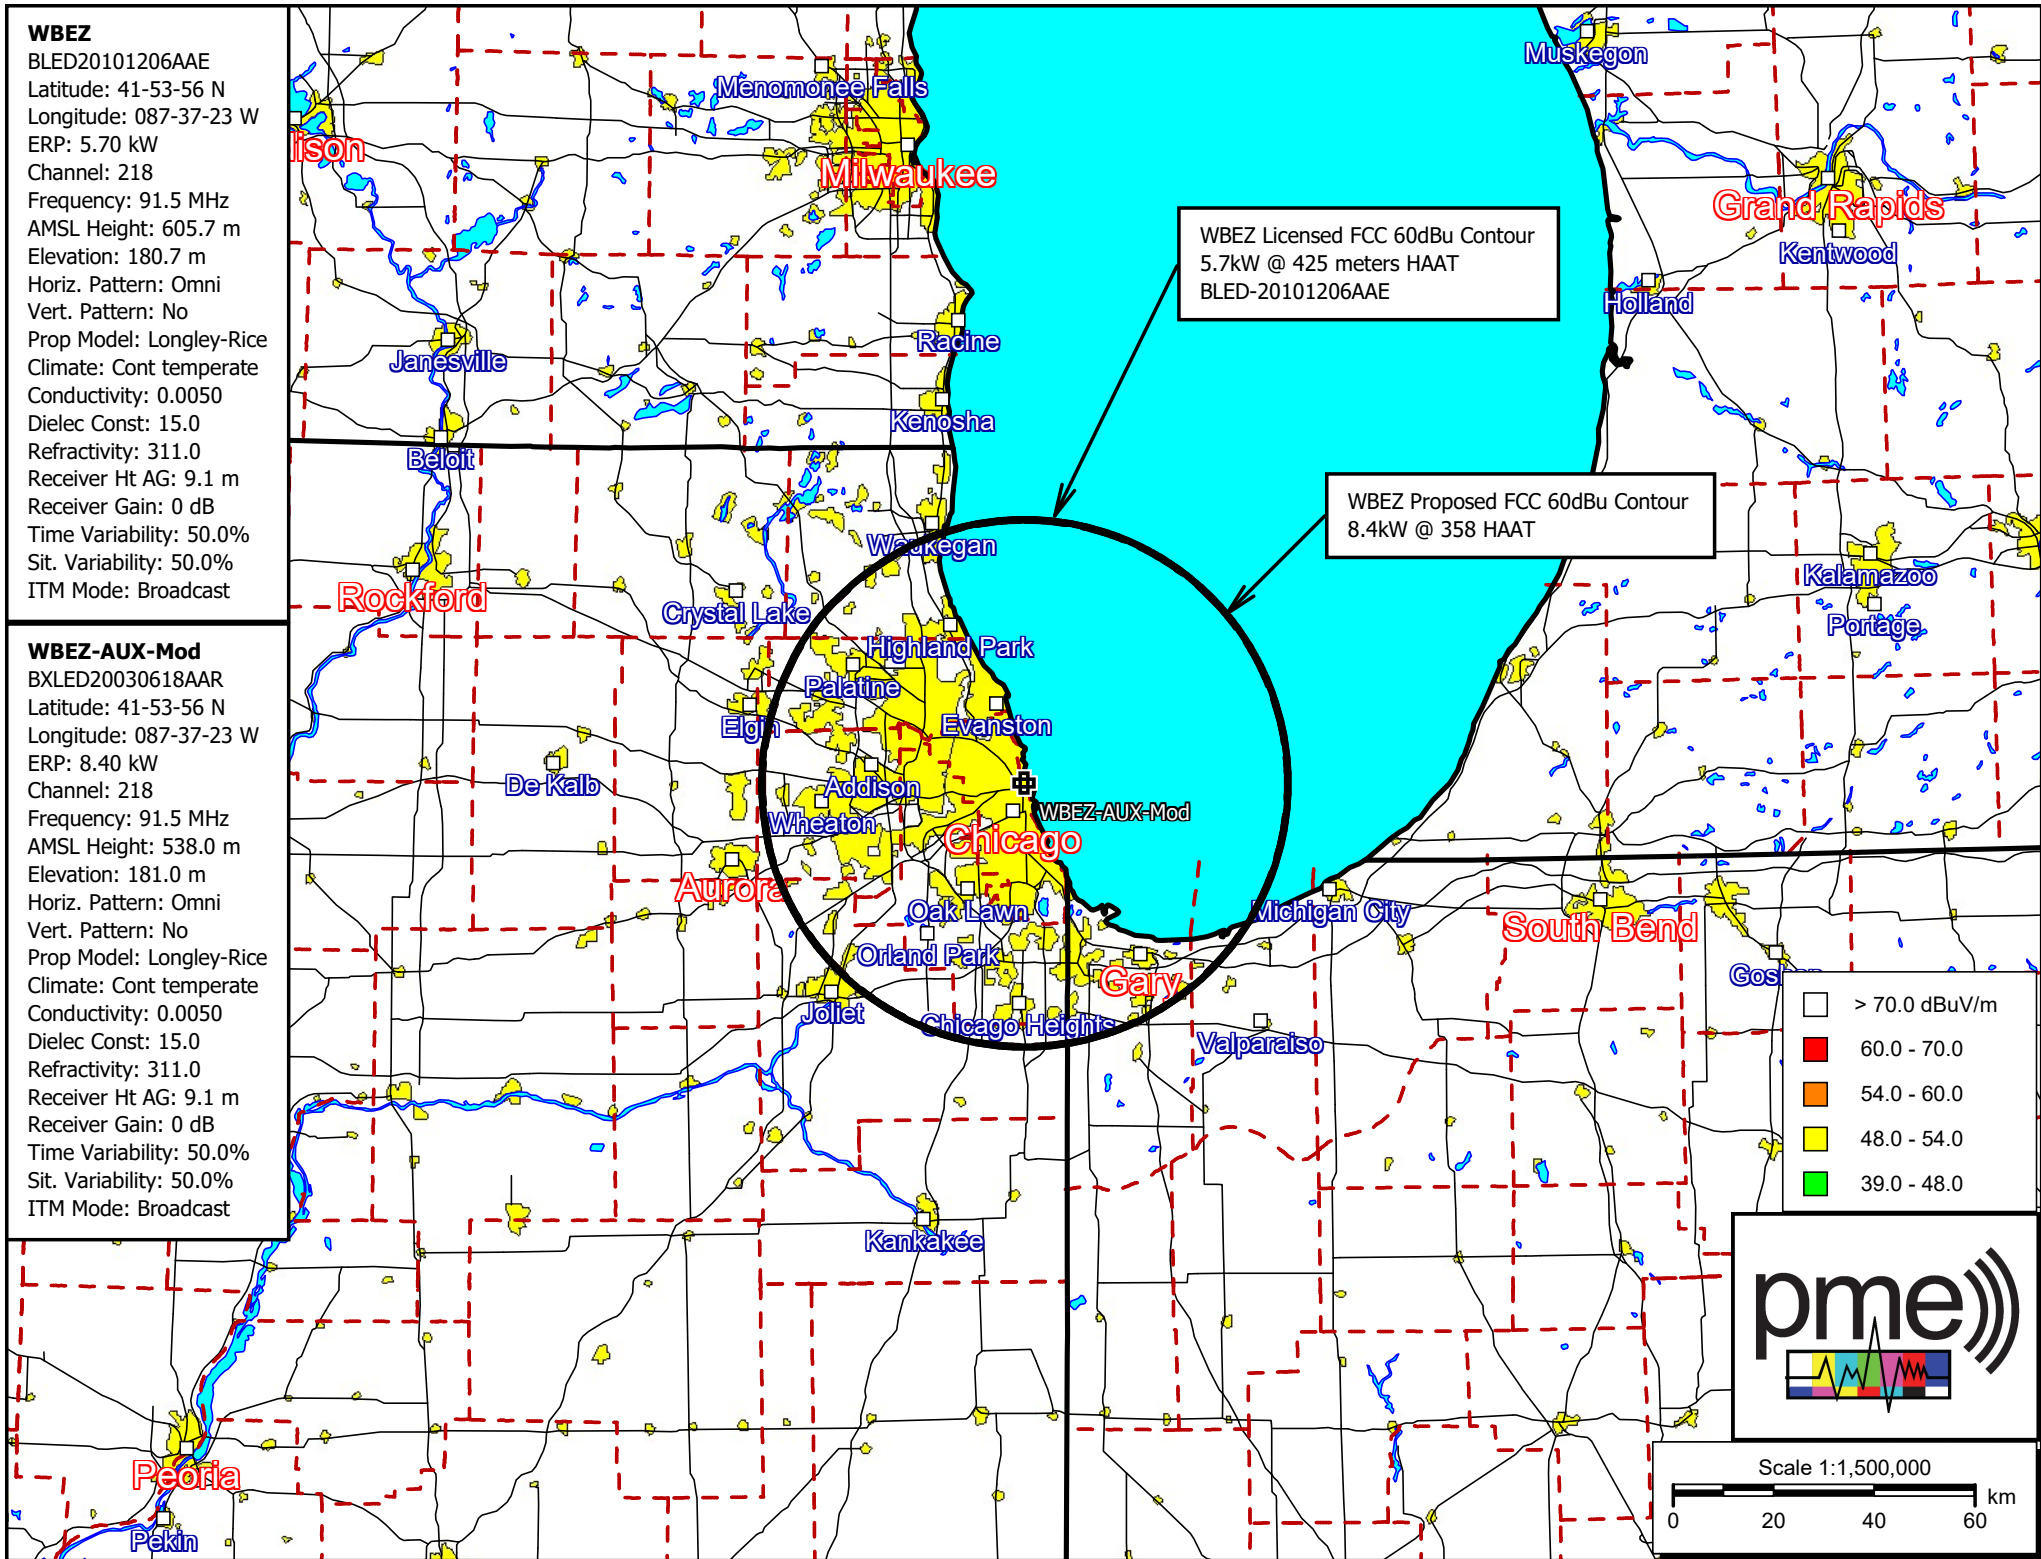 WBEZ
BLED20101206AAE
Latitude: 41-53-56 N
Longitude: 087-37-23 W
ERP: 5.70 kW
Channel: 218
Frequency: 91.5 MHz
AMSL Height: 605.7 m
Elevation: 180.7 m
Horiz. Pattern: Omni
Vert. Pattern: No
Prop Model: Longley-Rice
Climate: Cont temperate
Conductivity: 0.0050
Dielec Const: 15.0
Refractivity: 311.0
Receiver Ht AG: 9.1 m
Receiver Gain: 0 dB
Time Variability: 50.0%
Sit. Variability: 50.0%
ITM Mode: Broadcast
WBEZ-AUX-Mod
BXLED20030618AAR
Latitude: 41-53-56 N
Longitude: 087-37-23 W
ERP: 8.40 kW
Channel: 218
Frequency: 91.5 MHz
AMSL Height: 538.0 m
Elevation: 181.0 m
Horiz. Pattern: Omni
Vert. Pattern: No
Prop Model: Longley-Rice
Climate: Cont temperate
Conductivity: 0.0050
Dielec Const: 15.0
Refractivity: 311.0
Receiver Ht AG: 9.1 m
Receiver Gain: 0 dB
Time Variability: 50.0%
Sit. Variability: 50.0%
ITM Mode: Broadcast
Muskegon
Menomonee Falls
lison
Milwaukee
Grand Rapids
Kentwood
WBEZ Licensed FCC 60dBu Contour
5.7kW @ 425 meters HAAT
BLED-20101206AAE
Holland
Racine
Janesville
Kenosha
Beloit
WBEZ Proposed FCC 60dBu Contour
8.4kW @ 358 HAAT
Waukegan
Kalamazoo
Rockford
Crystal Lake
Portage
Highland Park
Palatine
Elgin
Evanston
De Kalb
Addison
WBEZ-AUX-Mod
Wheaton
Chicago
Aurora
Oak Lawn
Michigan City
South Bend
Orland Park
Gary
Gos
Joliet
Chicago Heights
Valparaiso
> 70.0 dBuV/m
60.0 - 70.0
54.0 - 60.0
48.0 - 54.0
39.0 - 48.0
Kankakee
pme
Peoria
Pekin
Scale 1:1,500,000
km
0 20 40 60